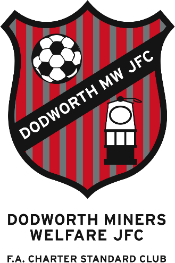 DODWORTH MW JFC
DODWORTH MINERS
WELFARE JFC
F.A. CHARTER STANDARD CLUB